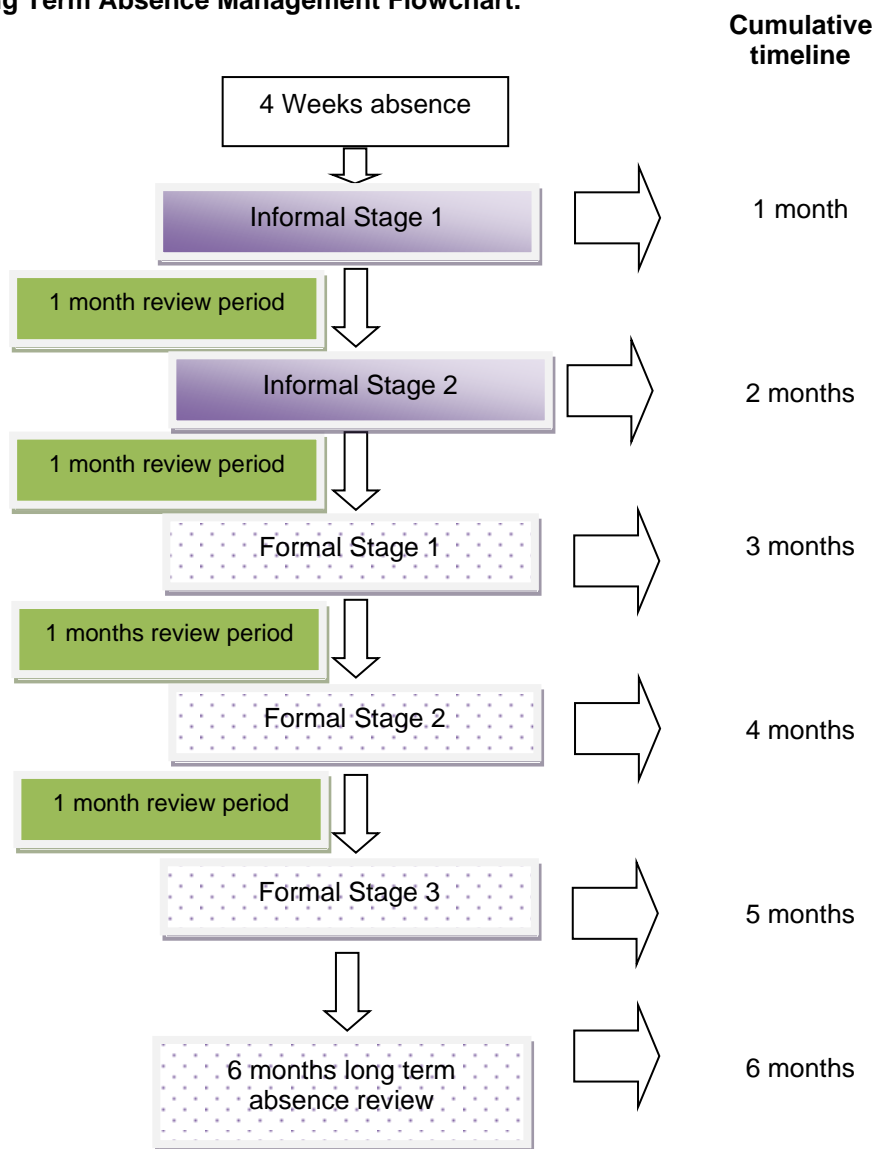 g Term Absence Management Flowchart.
Cumulative
timeline
4 Weeks absence
Informal Stage 1
1 month
1 month review period
Informal Stage 2
2 months
1 month review period
Formal Stage 1
3 months
1 months review period
Formal Stage 2
4 months
1 month review period
Formal Stage 3
5 months
6 months long term
absence review
6 months